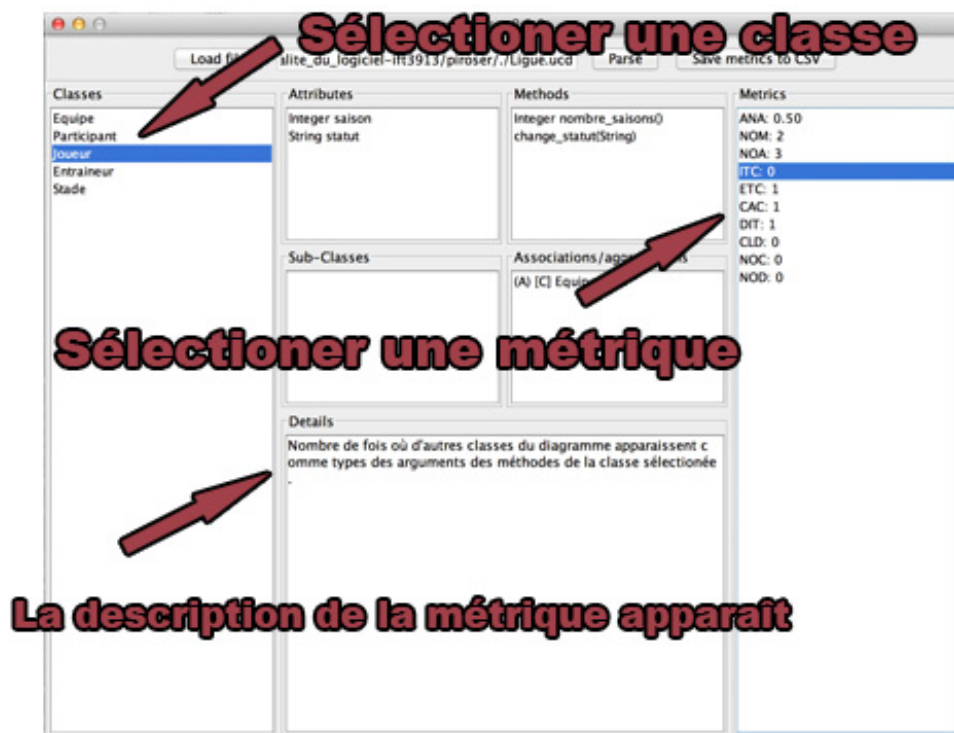 Sélectioner une classe
Load fil
alite_du_logiciel-ift3913/piroser/./Ligue.ucd
Parse
Save metrics to CSV
Classes
Equipe
Participant
Joueur
Entraineur
Stade
Attributes
Integer saison
String statut
Methods
Integer nombre_saisons()
change_statut(String)
Metrics
ANA: 0.50
NOM: 2
NOA: 3
ITC: 0
ETC: 1
CAC: 1
DIT: 1
CLD: 0
NOC: 0
NOD: 0
Sub-Classes
(A) [C] Equip
Sélectioner une métrique
Details
Nombre de fois où d'autres classes du diagramme apparaissent c
omme types des arguments des méthodes de la classe sélectionée
.
La description de la métrique apparaît